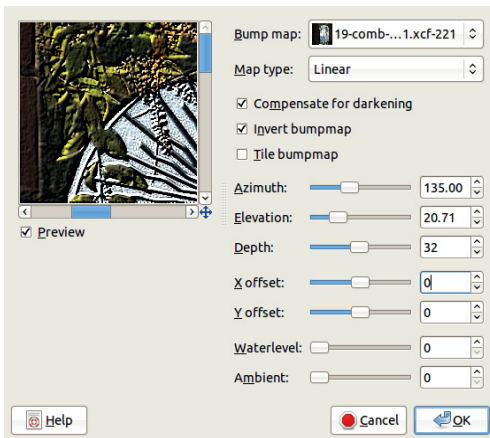 Bump map: 19-comb-...1.xcf-221
Map type: Linear
Compensate for darkening
Invert bumpmap
Tile bumpmap
Azimuth: 135.00
Elevation: 20.71
Depth: 32
X offset: 0
Y offset: 0
Waterlevel: 0
Ambient: 0
Preview
Help Cancel OK